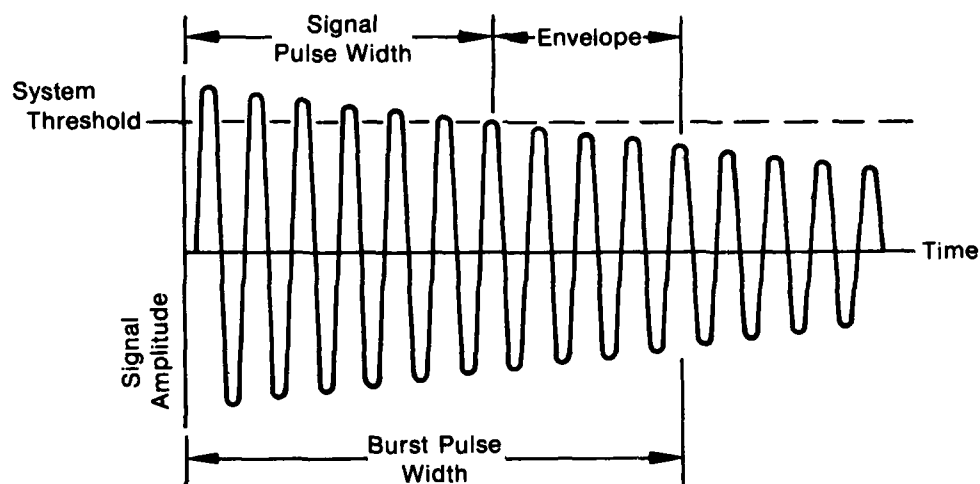 Signal
Pulse Width
Envelope
System
Threshold
Time
Signal
Amplitude
Burst Pulse
Width